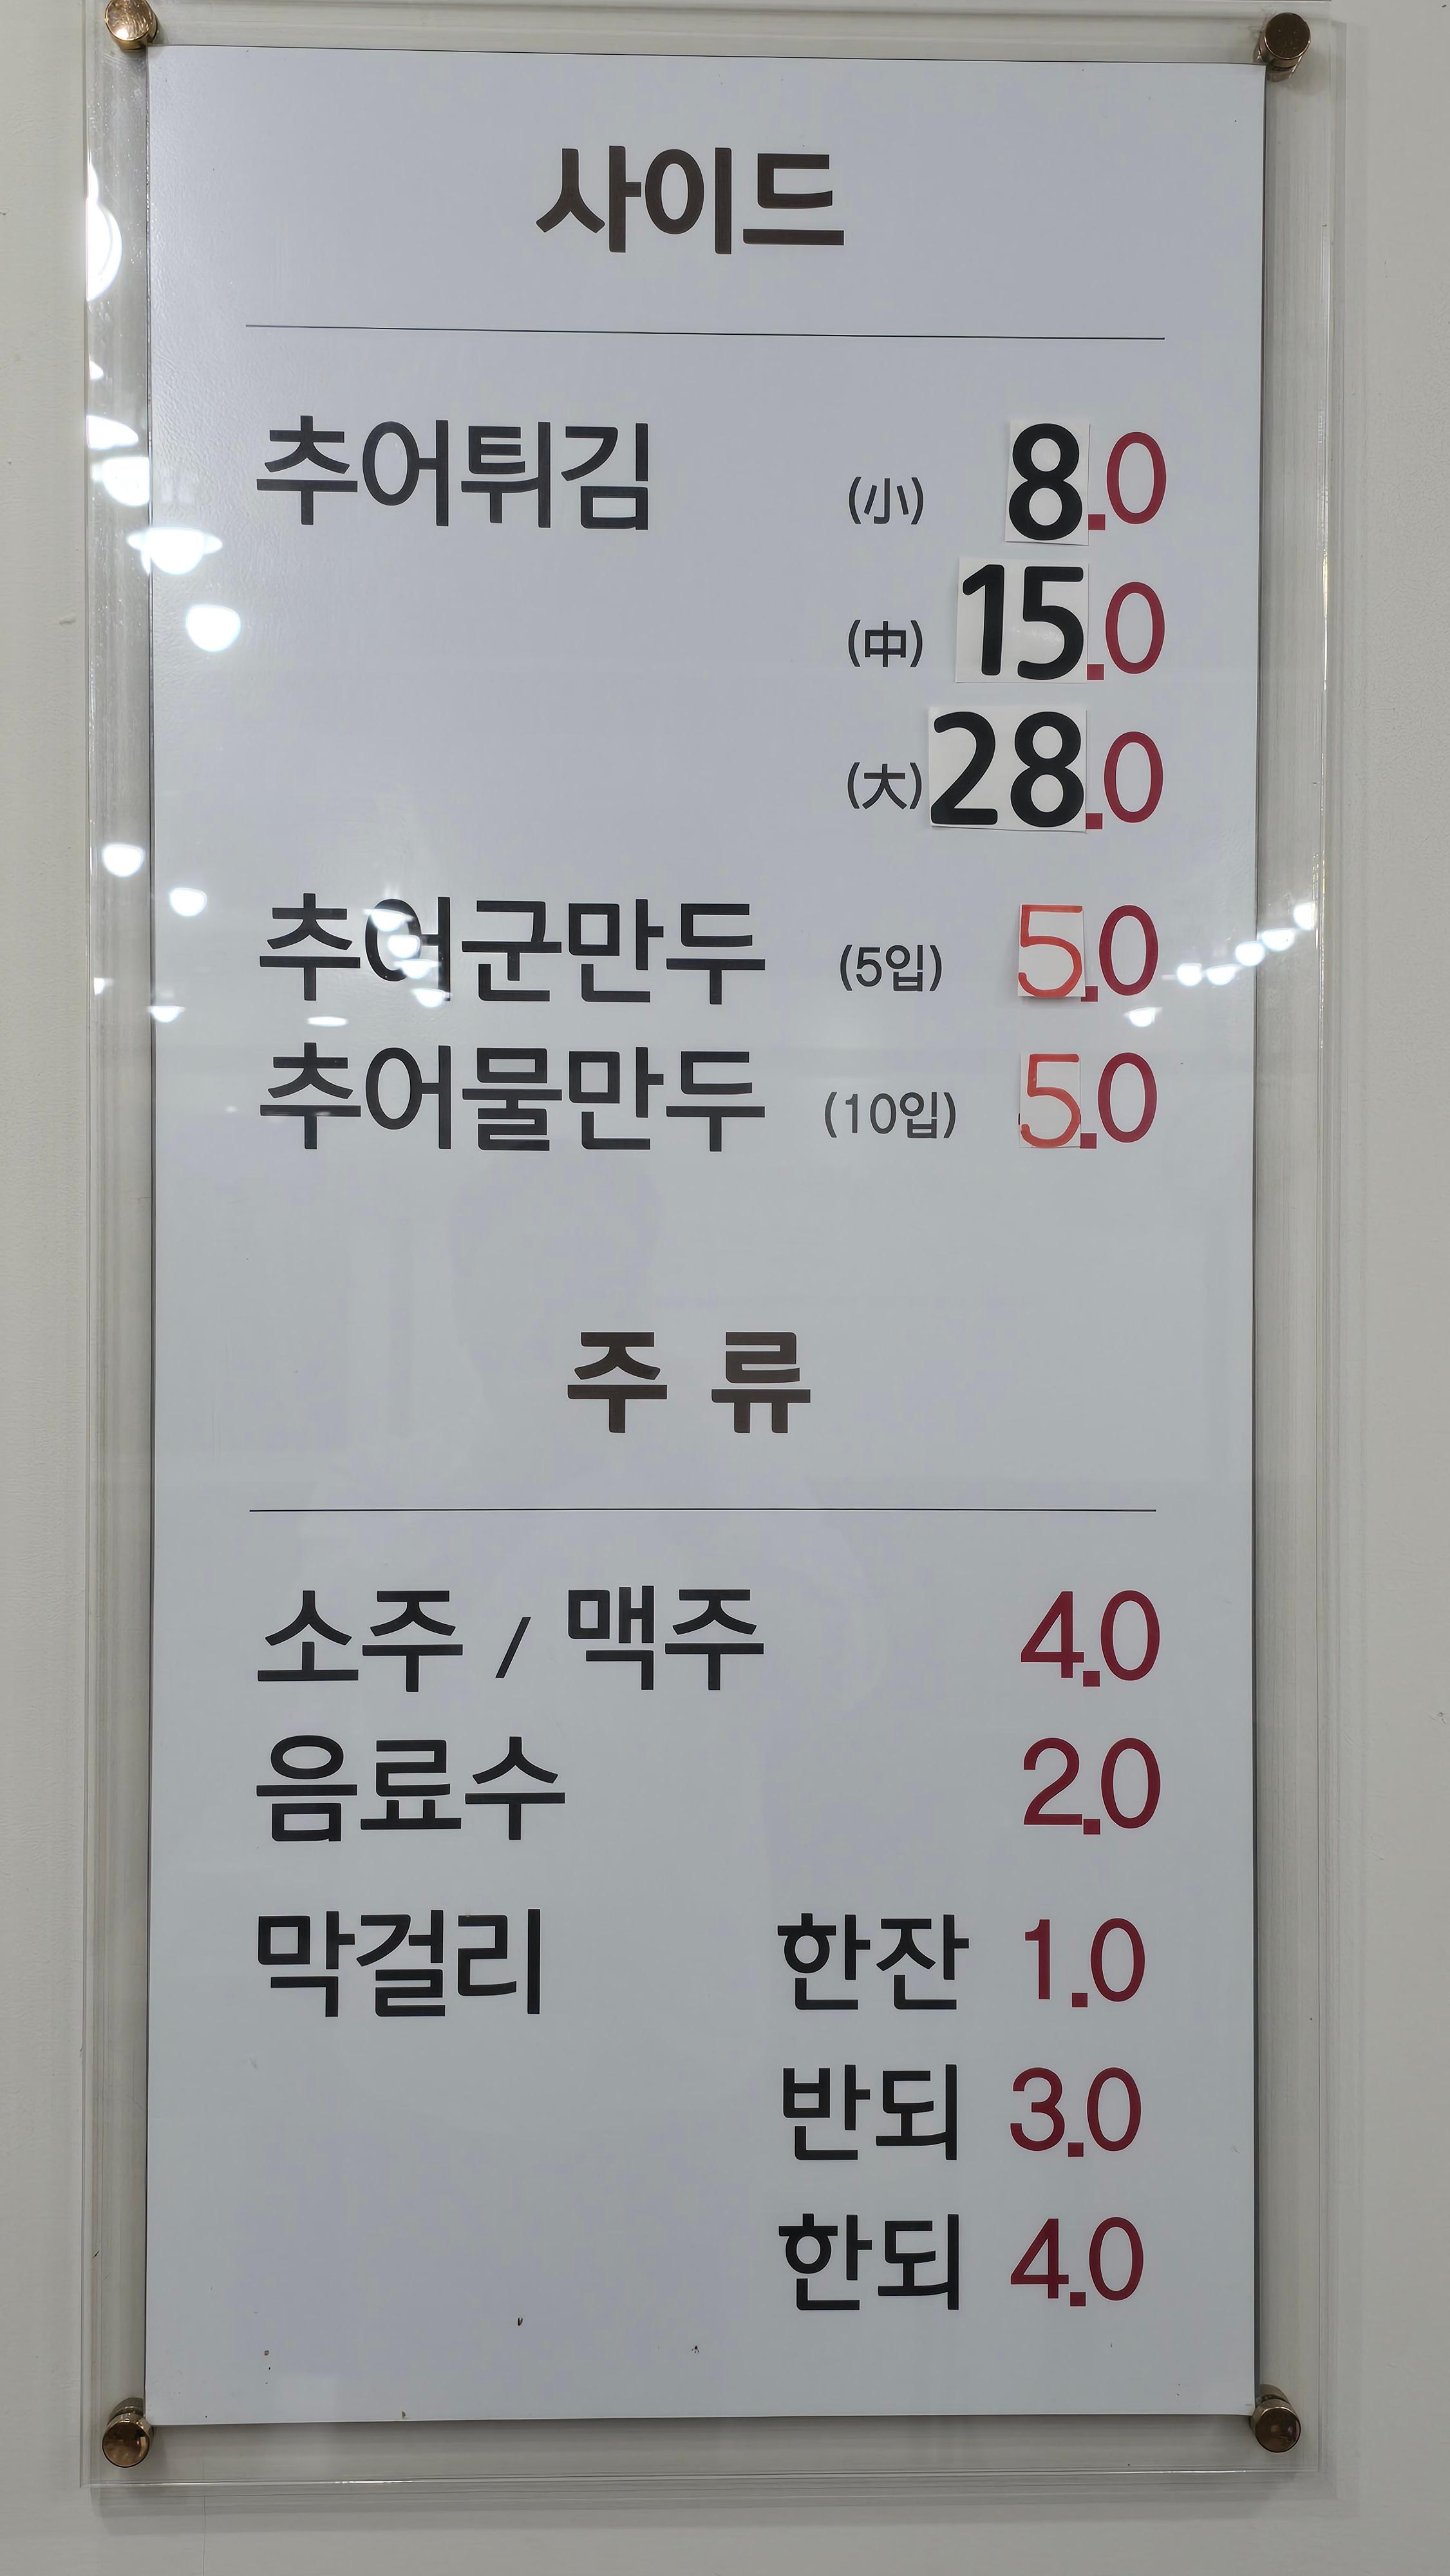 사이드
추어튀김 (小) 8.0
(中) 15.0
(大) 28.0
추어군만두 (5입) 5.0
추어물만두 (10입) 5.0
주 류
소주 / 맥주 4.0
음료수 2.0
막걸리 한잔 1.0
반되 3.0
한되 4.0